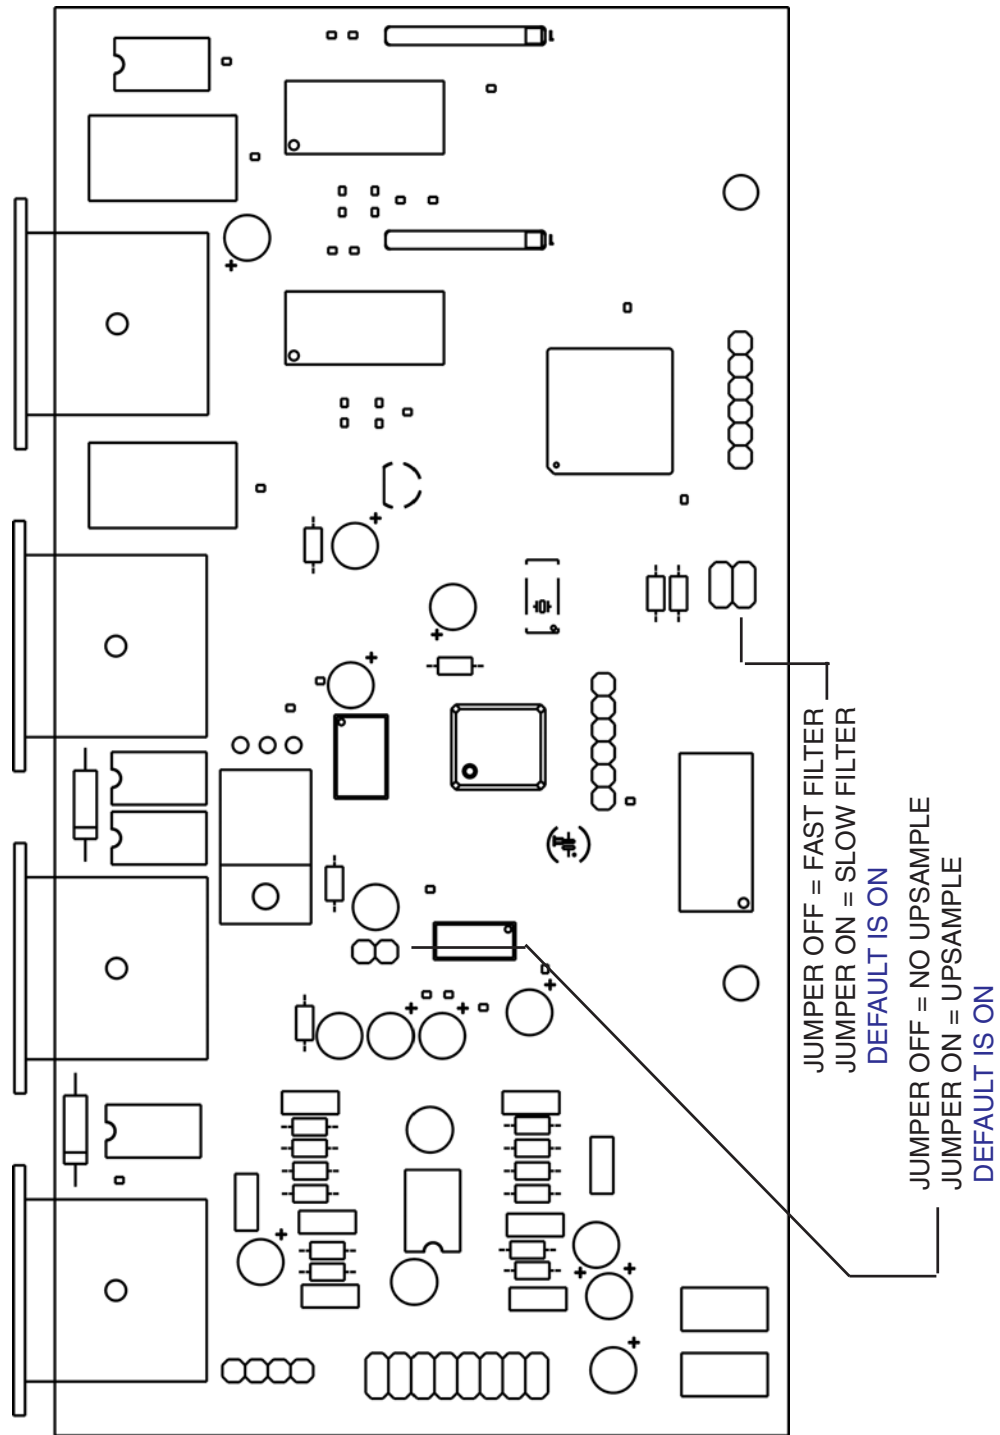 JUMPER OFF = FAST FILTER
JUMPER ON = SLOW FILTER
DEFAULT IS ON
JUMPER OFF = NO UPSAMPLE
JUMPER ON = UPSAMPLE
DEFAULT IS ON